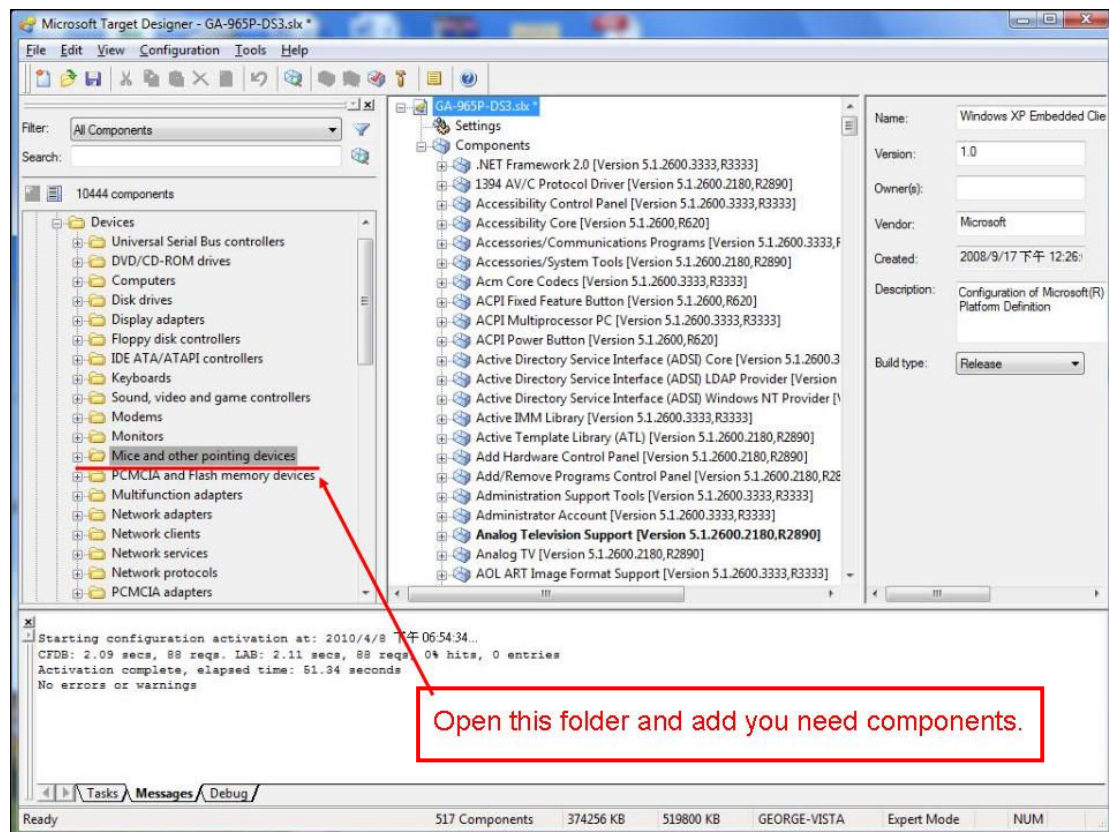 Microsoft Target Designer - GA-965P-DS3.slx *
File Edit View Configuration Tools Help
Filter: All Components
Search:
10444 components
Devices
Universal Serial Bus controllers
DVD/CD-ROM drives
Computers
Disk drives
Display adapters
Floppy disk controllers
IDE ATA/ATAPI controllers
Keyboards
Sound, video and game controllers
Modems
Monitors
Mice and other pointing devices
PCMCIA and Flash memory devices
Multifunction adapters
Network adapters
Network clients
Network services
Network protocols
PCMCIA adapters
GA-965P-DS3.slx *
Settings
Components
.NET Framework 2.0 [Version 5.1.2600.3333,R3333]
1394 AV/C Protocol Driver [Version 5.1.2600.2180,R2890]
Accessibility Control Panel [Version 5.1.2600.3333,R3333]
Accessibility Core [Version 5.1.2600,R620]
Accessories/Communications Programs [Version 5.1.2600.3333,R
Accessories/System Tools [Version 5.1.2600.2180,R2890]
Acm Core Codecs [Version 5.1.2600.3333,R3333]
ACPI Fixed Feature Button [Version 5.1.2600,R620]
ACPI Multiprocessor PC [Version 5.1.2600.3333,R3333]
ACPI Power Button [Version 5.1.2600,R620]
Active Directory Service Interface (ADSI) Core [Version 5.1.2600.3
Active Directory Service Interface (ADSI) LDAP Provider [Version
Active Directory Service Interface (ADSI) Windows NT Provider [V
Active IMM Library [Version 5.1.2600.3333,R3333]
Active Template Library (ATL) [Version 5.1.2600.2180,R2890]
Add Hardware Control Panel [Version 5.1.2600.2180,R2890]
Add/Remove Programs Control Panel [Version 5.1.2600.2180,R28
Administration Support Tools [Version 5.1.2600.3333,R3333]
Administrator Account [Version 5.1.2600.3333,R3333]
Analog Television Support [Version 5.1.2600.2180,R2890]
Analog TV [Version 5.1.2600.2180,R2890]
AOL ART Image Format Support [Version 5.1.2600.3333,R3333]
Name: Windows XP Embedded Clie
Version: 1.0
Owner(s):
Vendor: Microsoft
Created: 2008/9/17 下午 12:26:
Description: Configuration of Microsoft(R)
Platform Definition
Build type: Release
Starting configuration activation at: 2010/4/8 下午 06:54:34...
CFDB: 2.09 secs, 88 reqs. LAB: 2.11 secs, 88 reqs, 0% hits, 0 entries
Activation complete, elapsed time: 51.34 seconds
No errors or warnings
Open this folder and add you need components.
Tasks Messages Debug
Ready 517 Components 374256 KB 519800 KB GEORGE-VISTA Expert Mode NUM